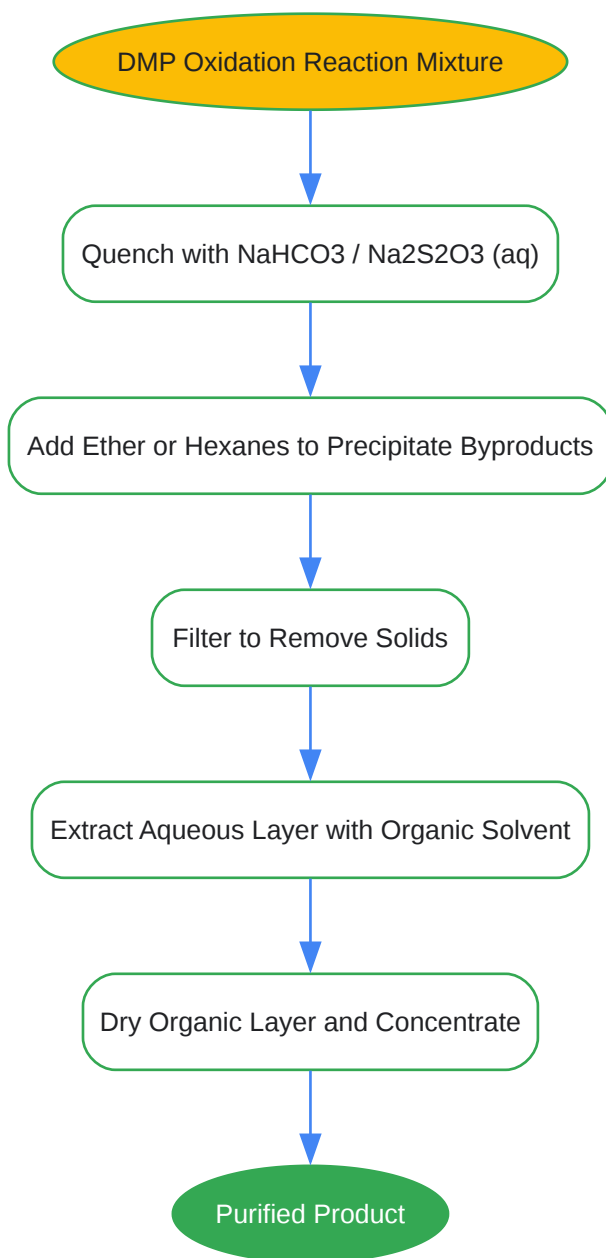 DMP Oxidation Reaction Mixture
Quench with NaHCO3 / Na2S2O3 (aq)
Add Ether or Hexanes to Precipitate Byproducts
Filter to Remove Solids
Extract Aqueous Layer with Organic Solvent
Dry Organic Layer and Concentrate
Purified Product